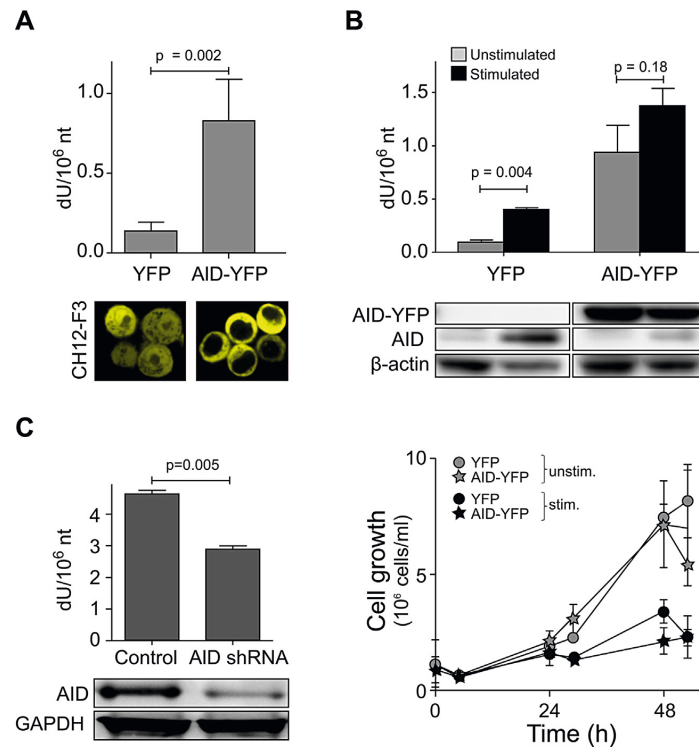 A
p = 0.002
1.0
0.5
0.0
dU/10⁶ nt
YFP AID-YFP
CH12-F3
B
Unstimulated
Stimulated
p = 0.18
p = 0.004
1.5
1.0
0.5
0.0
dU/10⁶ nt
YFP AID-YFP
AID-YFP
AID
β-actin
C
p=0.005
4
3
2
1
0
dU/10⁶ nt
Control AID shRNA
AID
GAPDH
10
5
0
Cell growth
(10⁶ cells/ml)
YFP
AID-YFP
unstim.
YFP
AID-YFP
stim.
0 24 48
Time (h)